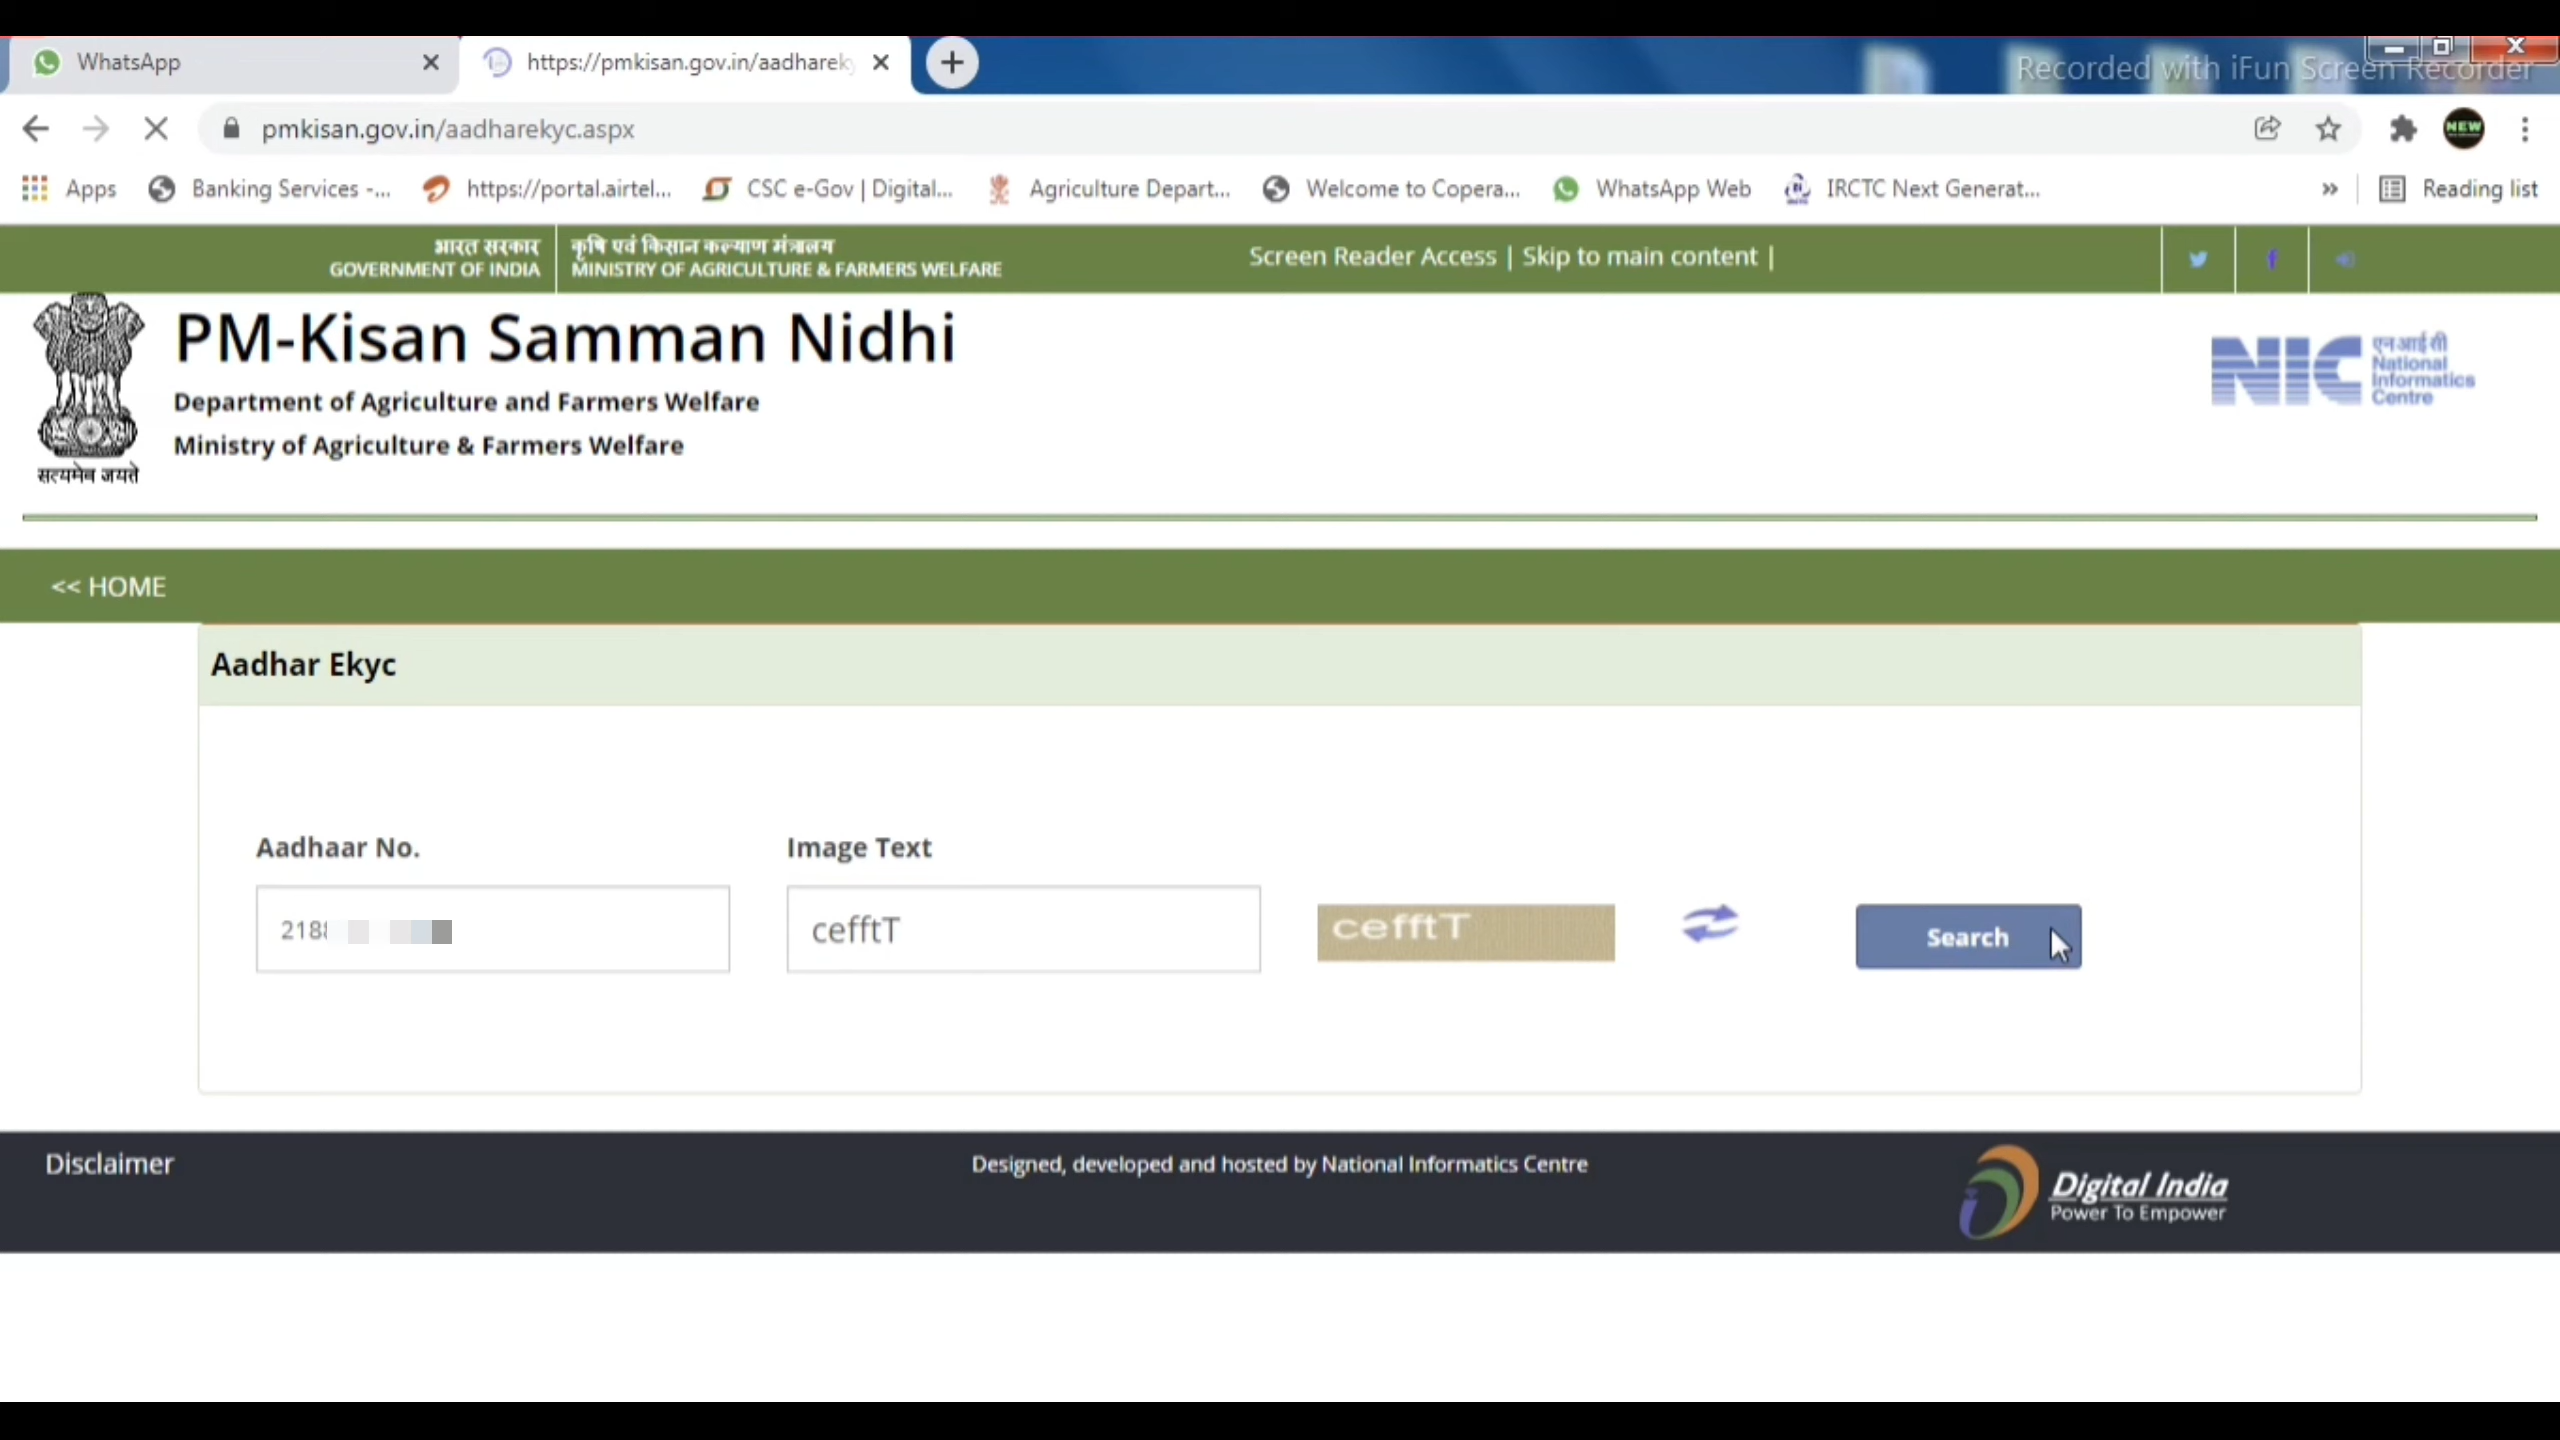 WhatsApp
https://pmkisan.gov.in/aadharek
Recorded with iFun Screen Recorder
pmkisan.gov.in/aadharekyc.aspx
NEW
Apps
Banking Services -...
https://portal.airtel...
CSC e-Gov | Digital...
Agriculture Depart...
Welcome to Copera...
WhatsApp Web
IRCTC Next Generat...
»
Reading list
भारत सरकार
GOVERNMENT OF INDIA
कृषि एवं किसान कल्याण मंत्रालय
MINISTRY OF AGRICULTURE & FARMERS WELFARE
Screen Reader Access | Skip to main content |
PM-Kisan Samman Nidhi
Department of Agriculture and Farmers Welfare
Ministry of Agriculture & Farmers Welfare
सत्यमेव जयते
NIC
एन आई सी
National
Informatics
Centre
<< HOME
Aadhar Ekyc
Aadhaar No.
Image Text
218
cefftT
cefftT
Search
Disclaimer
Designed, developed and hosted by National Informatics Centre
Digital India
Power To Empower